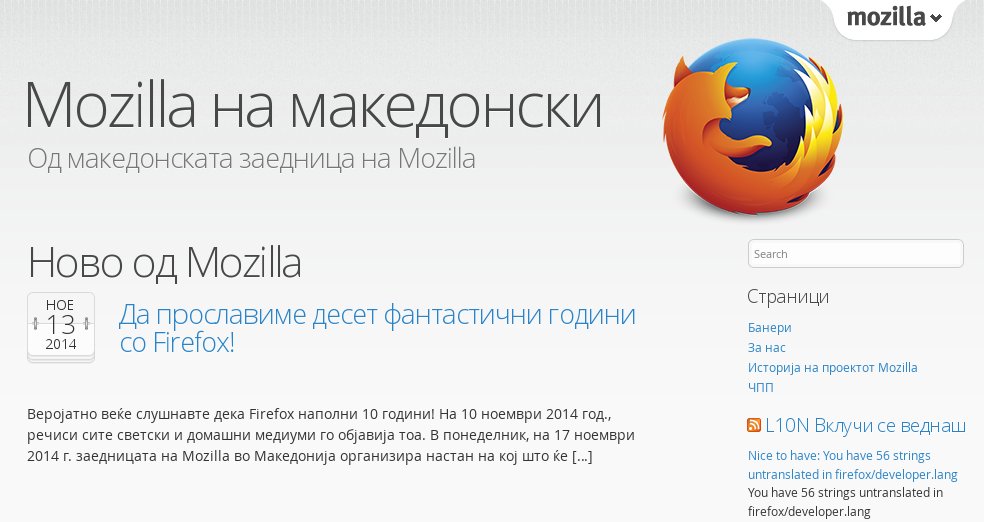 mozilla
Mozilla на македонски
Од македонската заедница на Mozilla
Ново од Mozilla
НОЕ
13
2014
Да прославиме десет фантастични години
со Firefox!
Веројатно веќе слушнавте дека Firefox наполни 10 години! На 10 ноември 2014 год.,
речиси сите светски и домашни медиуми го објавија тоа. В понеделник, на 17 ноември
2014 г. заедницата на Mozilla во Македонија организира настан на кој што ќе [...]
Search
Страници
Банери
За нас
Историја на проектот Mozilla
ЧПП
L10N Вклучи се веднаш
Nice to have: You have 56 strings
untranslated in firefox/developer.lang
You have 56 strings untranslated in
firefox/developer.lang